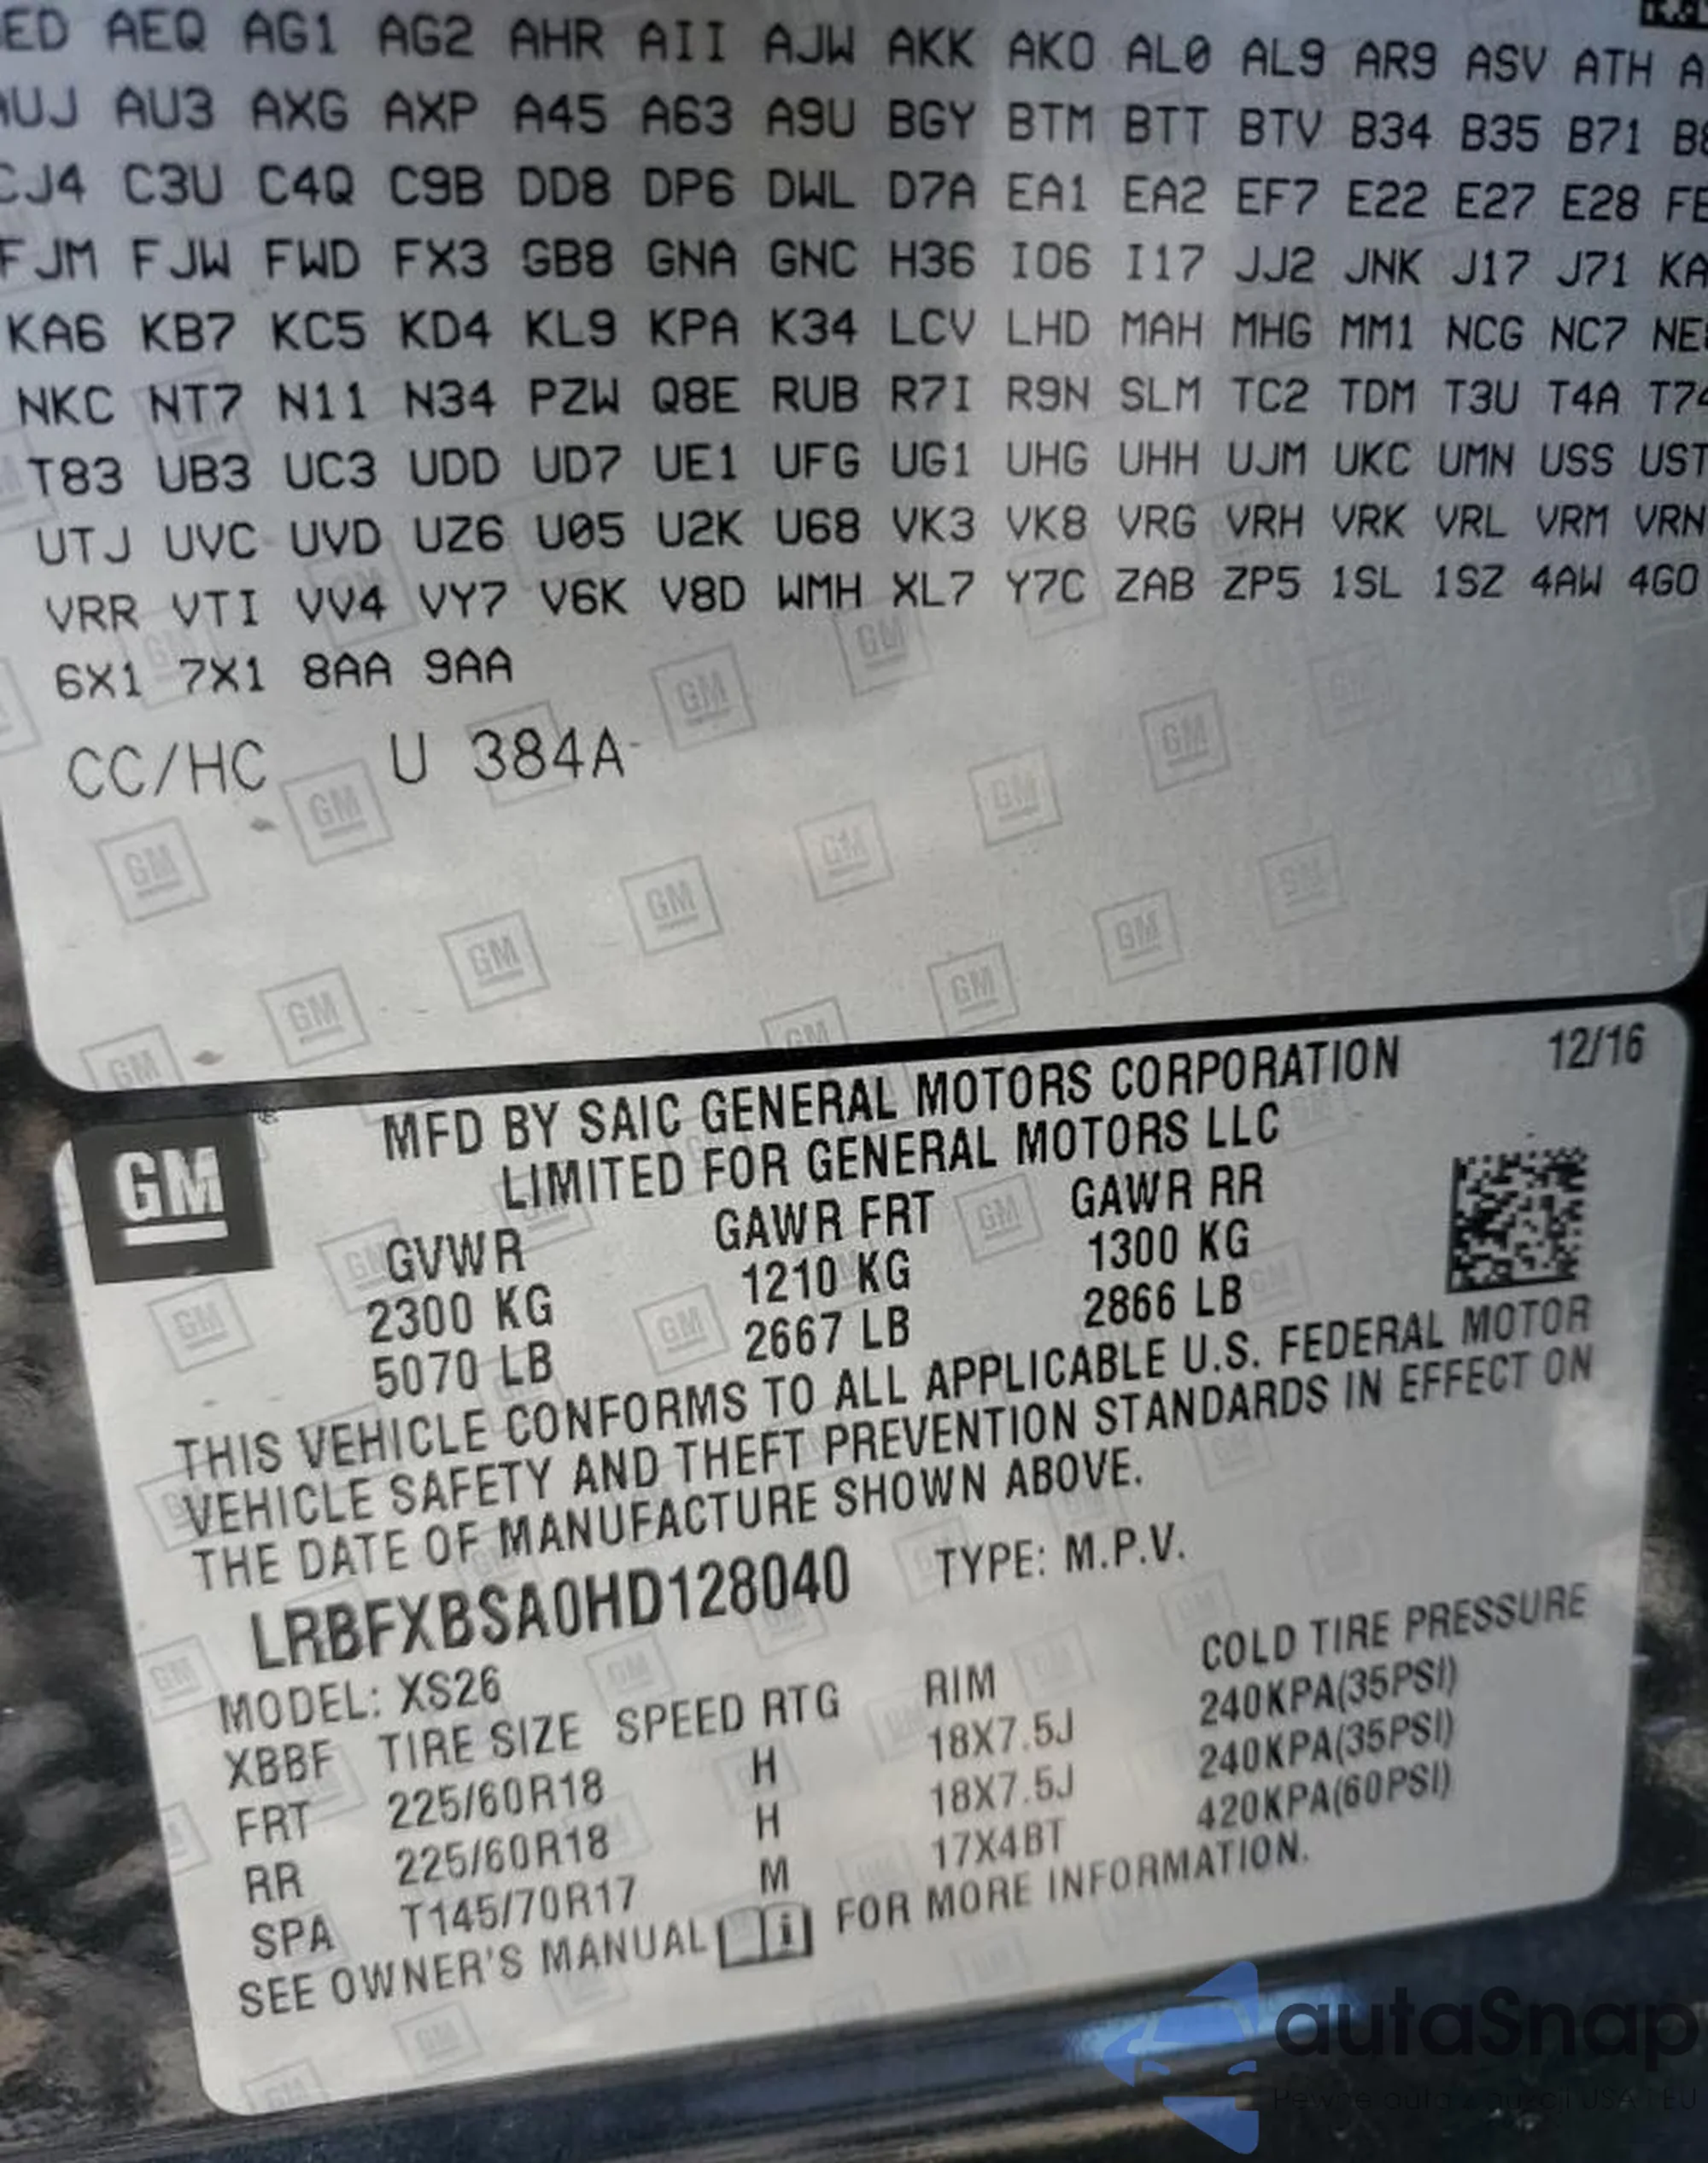 ED AEQ AG1 AG2 AHR AII AJW AKK AKO AL0 AL9 AR9 ASV ATH
AUJ AU3 AXG AXP A45 A63 A9U BGY BTM BTT BTV B34 B35 B71
CJ4 C3U C4Q C9B DD8 DP6 DWL D7A EA1 EA2 EF7 E22 E27 E28
FJM FJW FWD FX3 GB8 GNA GNC H36 I06 I17 JJ2 JNK J17 J71 KA
KA6 KB7 KC5 KD4 KL9 KPA K34 LCV LHD MAH MHG MM1 NCG NC7 NE
NKC NT7 N11 N34 PZW Q8E RUB R7I R9N SLM TC2 TDM T3U T4A T74
T83 UB3 UC3 UDD UD7 UE1 UFG UG1 UHG UHH UJM UKC UMN USS UST
UTJ UVC UVD UZ6 U05 U2K U68 VK3 VK8 VRG VRH VRK VRL VRM VRN
VRR VTI VV4 VY7 V6K V8D WMH XL7 Y7C ZAB ZP5 1SL 1SZ 4AW 4G0
6X1 7X1 8AA 9AA
CC/HC U 384A
12/16
GM
MFD BY SAIC GENERAL MOTORS CORPORATION
LIMITED FOR GENERAL MOTORS LLC
GVWR GAWR FRT GAWR RR
2300 KG 1210 KG 1300 KG
5070 LB 2667 LB 2866 LB
THIS VEHICLE CONFORMS TO ALL APPLICABLE U.S. FEDERAL MOTOR
VEHICLE SAFETY AND THEFT PREVENTION STANDARDS IN EFFECT ON
THE DATE OF MANUFACTURE SHOWN ABOVE.
LRBFXBSA0HD128040 TYPE: M.P.V.
MODEL: XS26
XBBF TIRE SIZE SPEED RTG RIM COLD TIRE PRESSURE
FRT 225/60R18 H 18X7.5J 240KPA(35PSI)
RR 225/60R18 H 18X7.5J 240KPA(35PSI)
SPA T145/70R17 M 17X4BT 420KPA(60PSI)
SEE OWNER'S MANUAL FOR MORE INFORMATION.
autaSnap